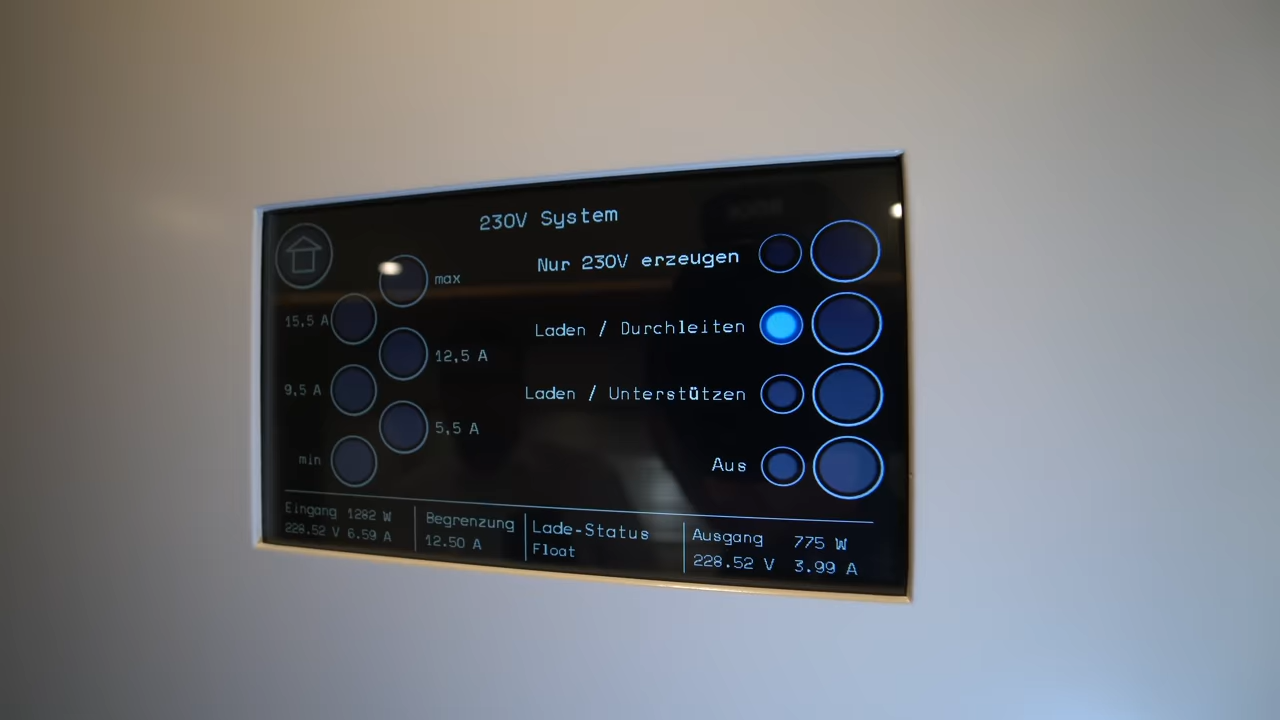 230V System
max
15,5 A
12,5 A
9,5 A
5,5 A
min
Nur 230V erzeugen
Laden / Durchleiten
Laden / Unterstützen
Aus
Eingang 1282 W
228.52 V 6.59 A
Begrenzung
12.50 A
Lade-Status
Float
Ausgang 775 W
228.52 V 3.99 A